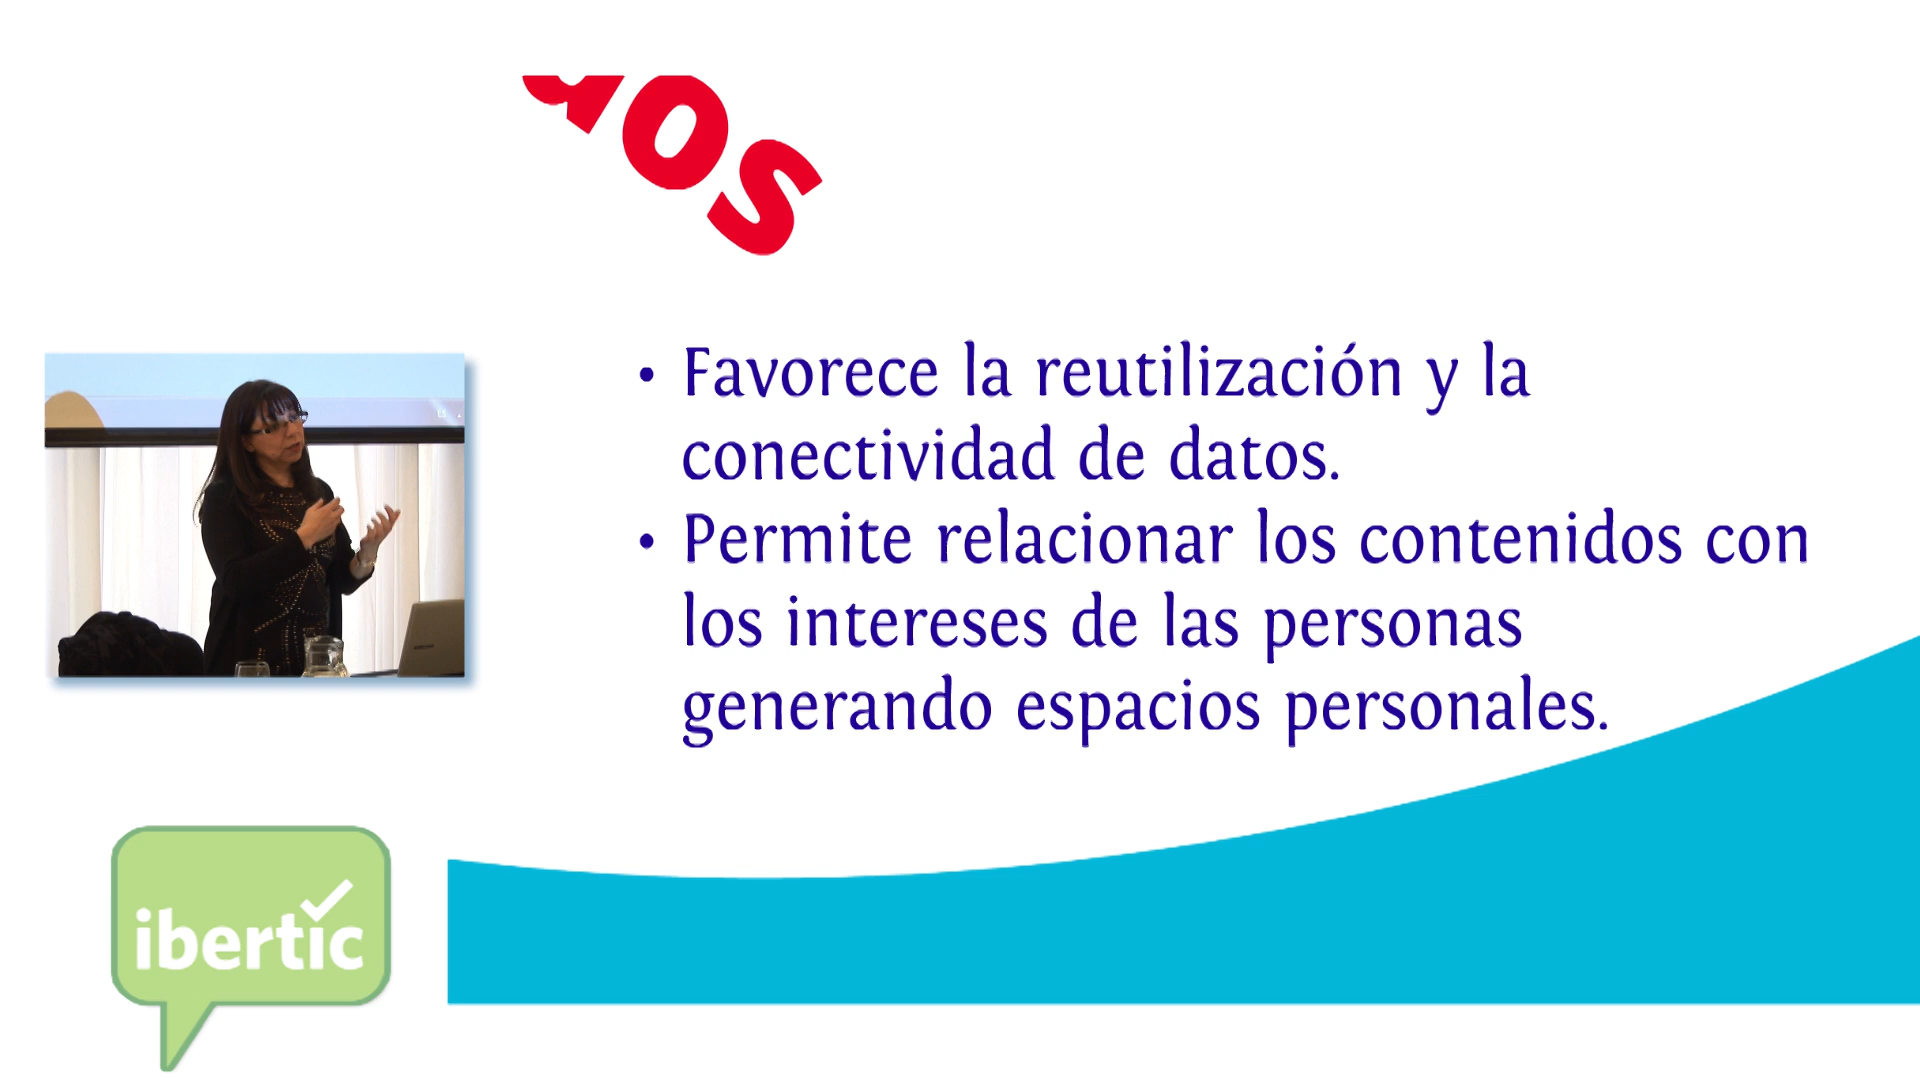 os
• Favorece la reutilización y la
conectividad de datos.
• Permite relacionar los contenidos con
los intereses de las personas
generando espacios personales.
ibertic